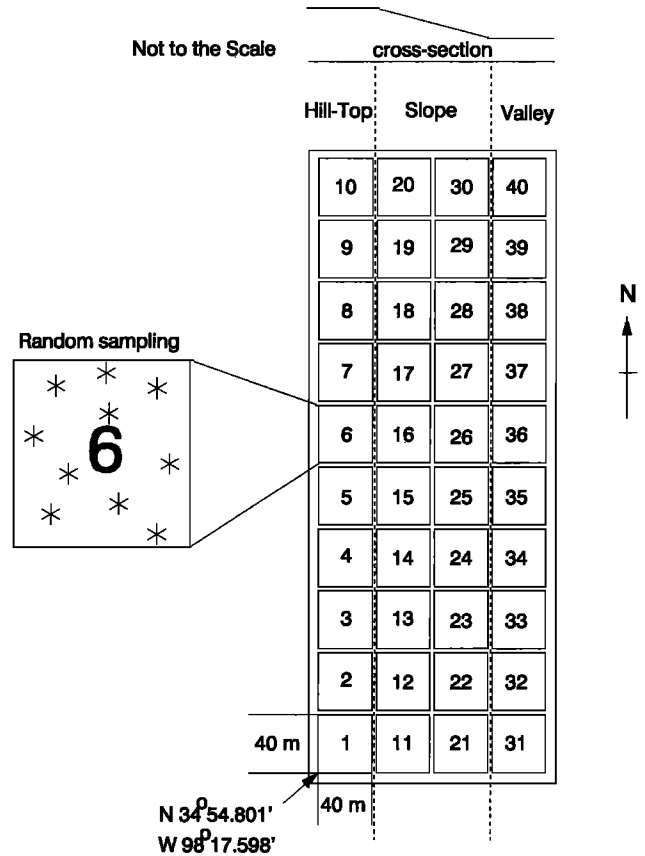 Not to the Scale cross-section
Hill-Top Slope Valley
10 20 30 40
9 19 29 39
8 18 28 38
N
Random sampling
7 17 27 37
6 16 26 36
6
5 15 25 35
4 14 24 34
3 13 23 33
2 12 22 32
40 m 1 11 21 31
40 m
N 34° 54.801'
W 98° 17.598'